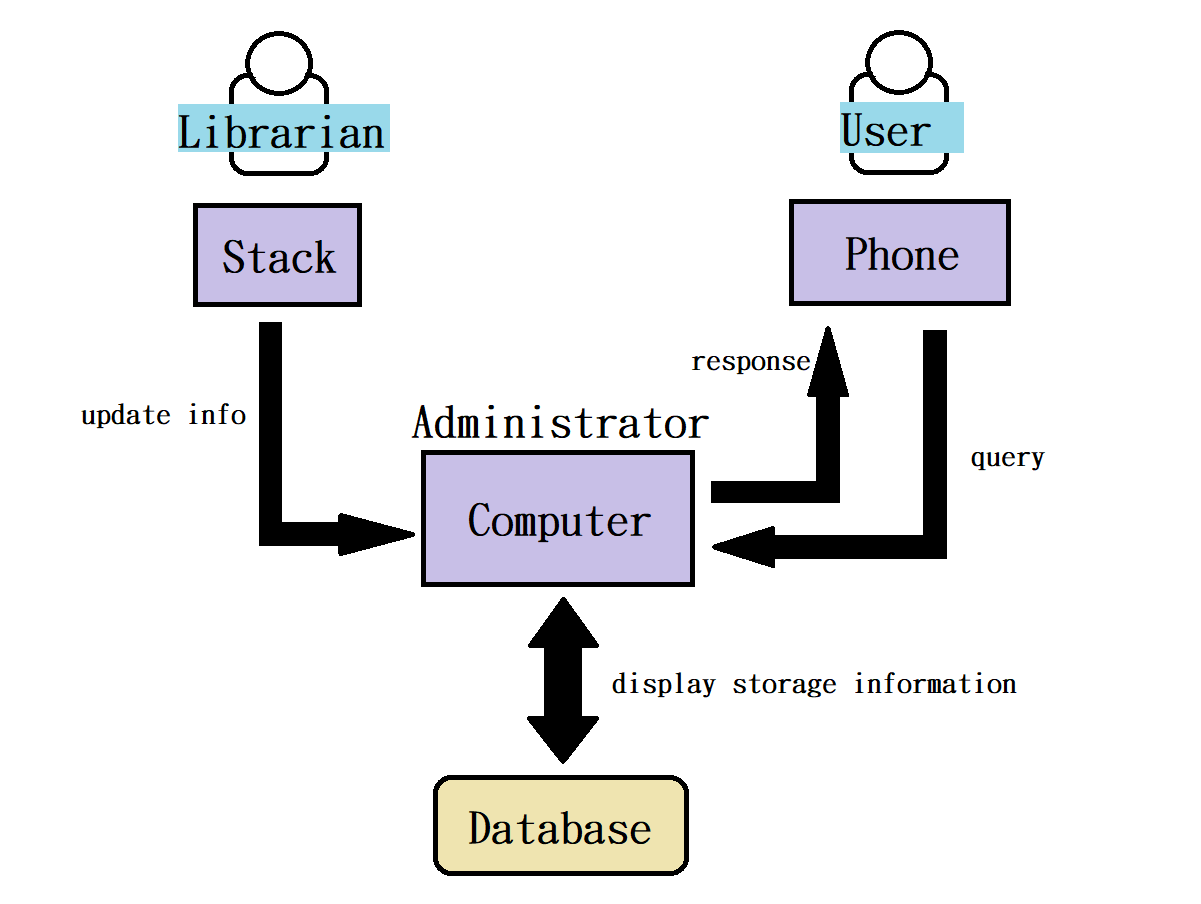 Librarian
User
Stack
Phone
response
update info
Administrator
query
Computer
display storage information
Database